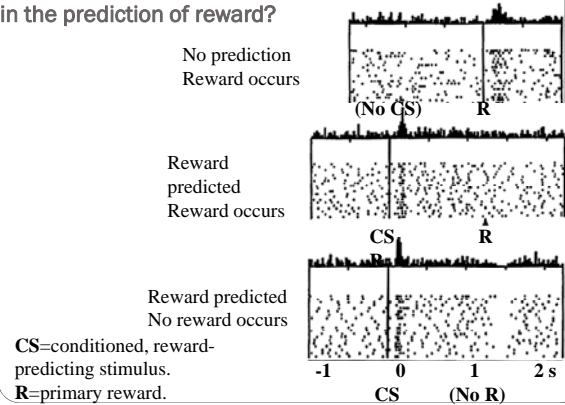 in the prediction of reward?
No prediction
Reward occurs
(No CS) R
Reward
predicted
Reward occurs
CS R
Reward predicted
No reward occurs
CS=conditioned, reward-
predicting stimulus.
R=primary reward.
-1 0 1 2 s
CS (No R)